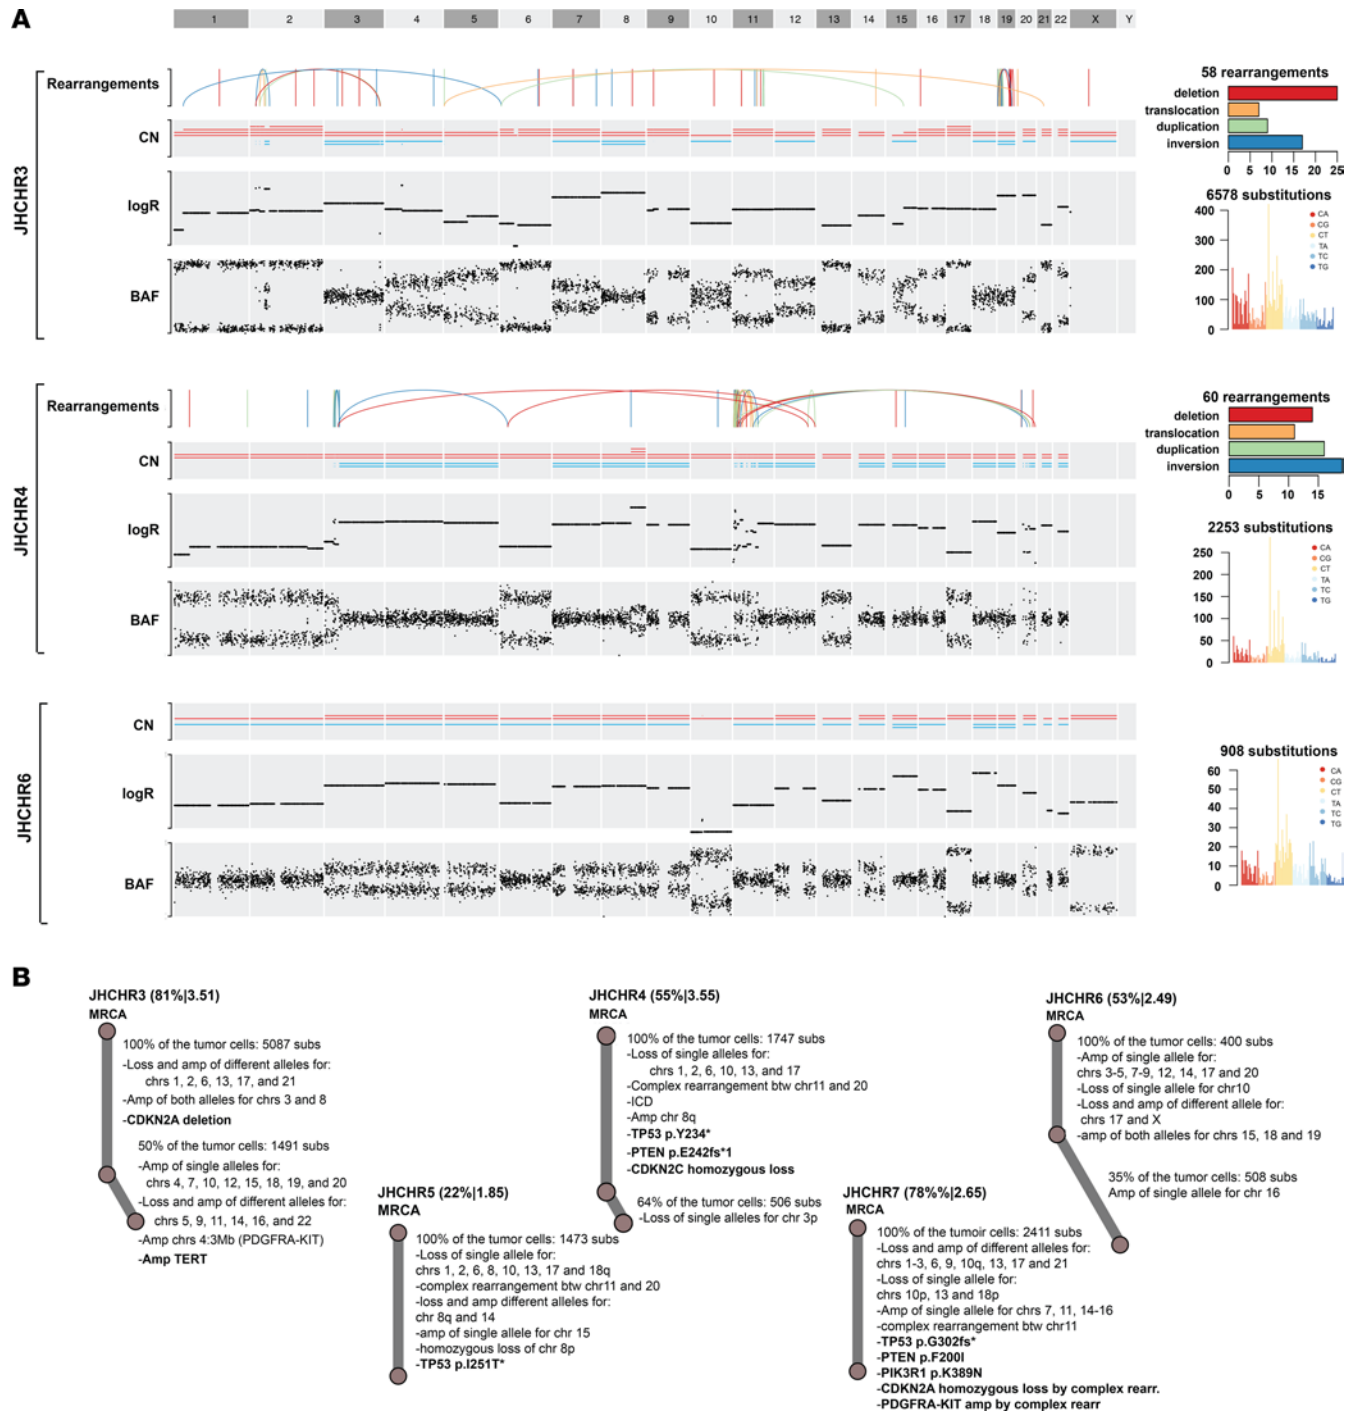 A
1 2 3 4 5 6 7 8 9 10 11 12 13 14 15 16 17 18 19 20 21 22 X Y
JHCHR3
Rearrangements
CN
logR
BAF
58 rearrangements
deletion
translocation
duplication
inversion
0 5 10 15 20 25
6578 substitutions
400
300
200
100
0
CA
CG
CT
TA
TC
TG
JHCHR4
Rearrangements
CN
logR
BAF
60 rearrangements
deletion
translocation
duplication
inversion
0 5 10 15
2253 substitutions
250
200
150
100
50
0
CA
CG
CT
TA
TC
TG
JHCHR6
CN
logR
BAF
908 substitutions
60
50
40
30
20
10
0
CA
CG
CT
TA
TC
TG
B
JHCHR3 (81%|3.51)
MRCA
100% of the tumor cells: 5087 subs
-Loss and amp of different alleles for:
chrs 1, 2, 6, 13, 17, and 21
-Amp of both alleles for chrs 3 and 8
-CDKN2A deletion
50% of the tumor cells: 1491 subs
-Amp of single alleles for:
chrs 4, 7, 10, 12, 15, 18, 19, and 20
-Loss and amp of different alleles for:
chrs 5, 9, 11, 14, 16, and 22
-Amp chrs 4:3Mb (PDGFRA-KIT)
-Amp TERT
JHCHR5 (22%|1.85)
MRCA
100% of the tumor cells: 1473 subs
-Loss of single allele for:
chrs 1, 2, 6, 8, 10, 13, 17 and 18q
-complex rearrangement btw chr11 and 20
-loss and amp different alleles for:
chr 8q and 14
-amp of single allele for chr 15
-homozygous loss of chr 8p
-TP53 p.I251T*
JHCHR4 (55%|3.55)
MRCA
100% of the tumor cells: 1747 subs
-Loss of single alleles for:
chrs 1, 2, 6, 10, 13, and 17
-Complex rearrangement btw chr11 and 20
-ICD
-Amp chr 8q
-TP53 p.Y234*
-PTEN p.E242fs*1
-CDKN2C homozygous loss
64% of the tumor cells: 506 subs
-Loss of single alleles for chr 3p
JHCHR7 (78%%|2.65)
MRCA
100% of the tumoir cells: 2411 subs
-Loss and amp of different alleles for:
chrs 1-3, 6, 9, 10q, 13, 17 and 21
-Loss of single allele for:
chrs 10p, 13 and 18p
-Amp of single allele for chrs 7, 11, 14-16
-complex rearrangement btw chr11
-TP53 p.G302fs*
-PTEN p.F200I
-PIK3R1 p.K389N
-CDKN2A homozygous loss by complex rearr.
-PDGFRA-KIT amp by complex rearr
JHCHR6 (53%|2.49)
MRCA
100% of the tumor cells: 400 subs
-Amp of single allele for:
chrs 3-5, 7-9, 12, 14, 17 and 20
-Loss of single allele for chr10
-Loss and amp of different allele for:
chrs 17 and X
-amp of both alleles for chrs 15, 18 and 19
35% of the tumor cells: 508 subs
Amp of single allele for chr 16